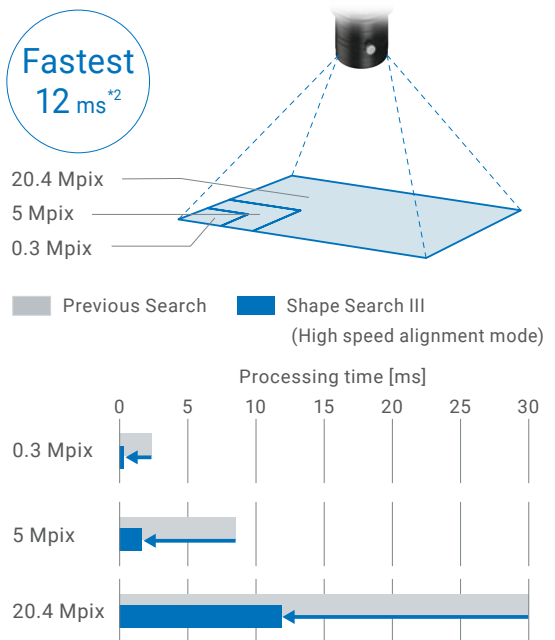 Fastest
12 ms*2
20.4 Mpix
5 Mpix
0.3 Mpix
Previous Search
Shape Search III
(High speed alignment mode)
Processing time [ms]
0 5 10 15 20 25 30
0.3 Mpix
5 Mpix
20.4 Mpix